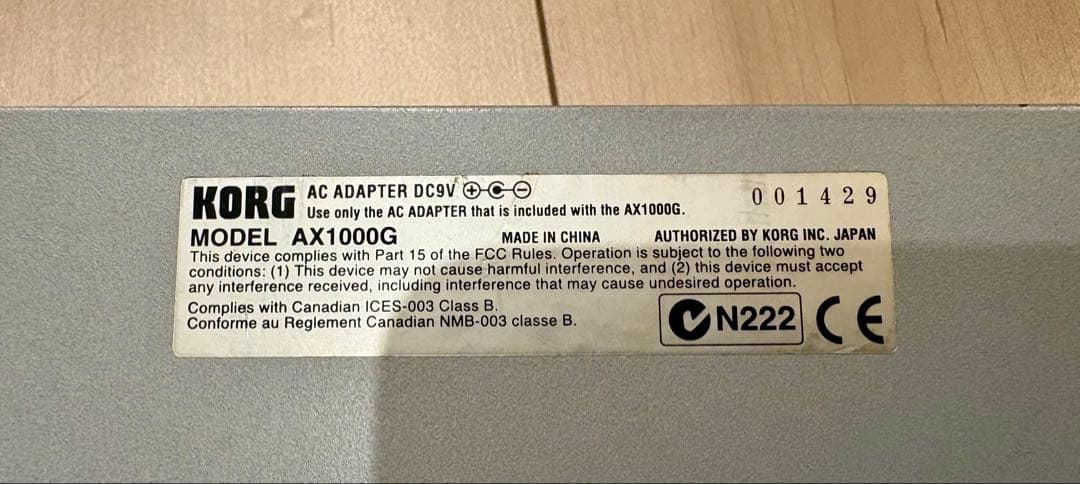 KORG AC ADAPTER DC9V
Use only the AC ADAPTER that is included with the AX1000G.
001429
MODEL AX1000G MADE IN CHINA AUTHORIZED BY KORG INC. JAPAN
This device complies with Part 15 of the FCC Rules. Operation is subject to the following two
conditions: (1) This device may not cause harmful interference, and (2) this device must accept
any interference received, including interference that may cause undesired operation.
Complies with Canadian ICES-003 Class B.
Conforme au Reglement Canadian NMB-003 classe B.
N222 CE